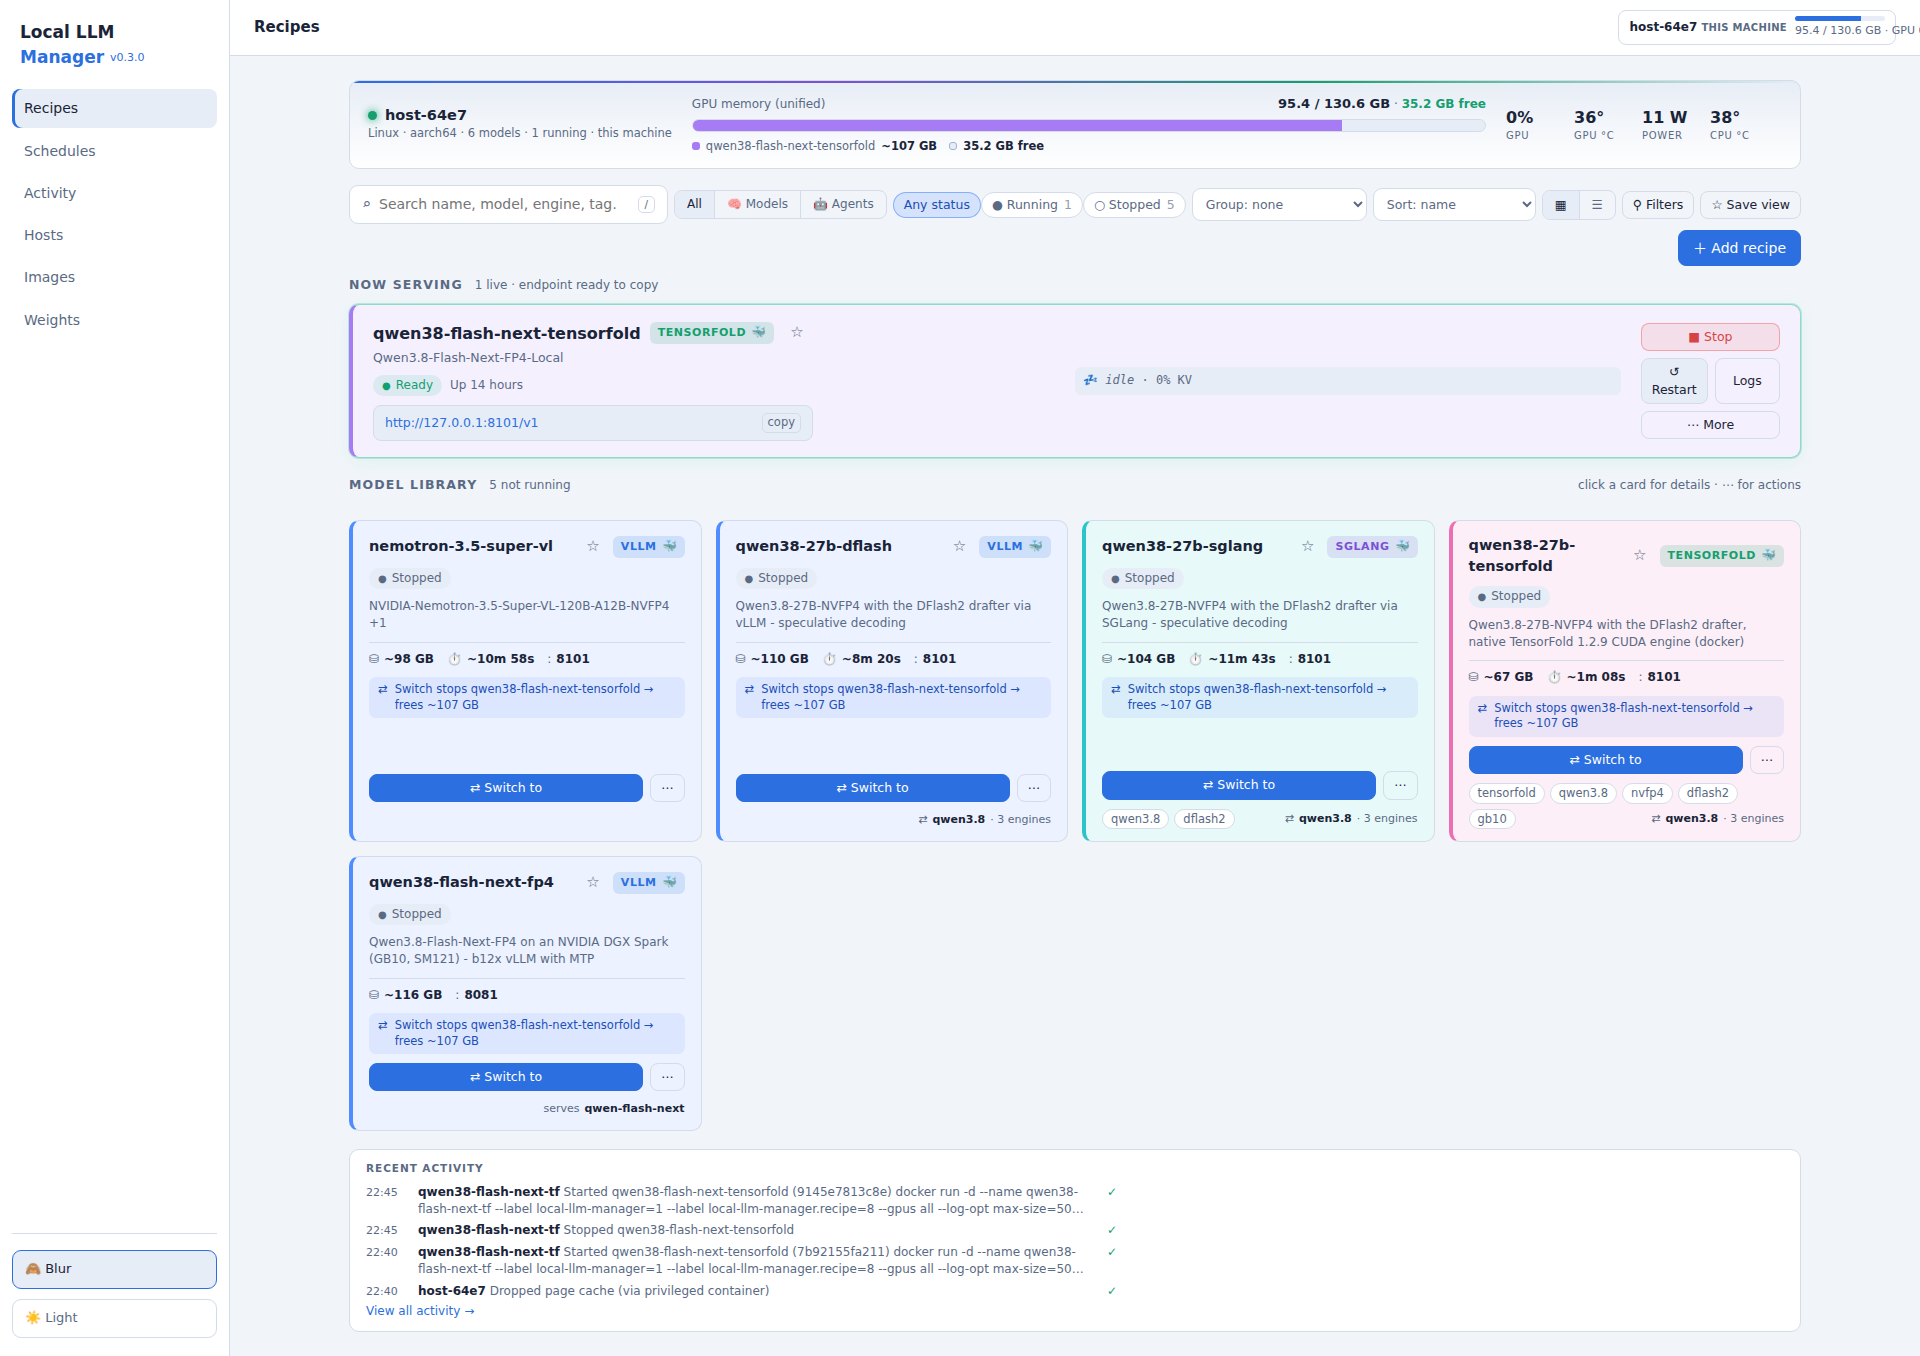 Local LLM
Manager v0.3.0
Recipes
Schedules
Activity
Hosts
Images
Weights
🙈 Blur
☀️ Light
Recipes
host-64e7 THIS MACHINE
95.4 / 130.6 GB · GPU
host-64e7
Linux · aarch64 · 6 models · 1 running · this machine
GPU memory (unified)
95.4 / 130.6 GB · 35.2 GB free
qwen38-flash-next-tensorfold ~107 GB 35.2 GB free
0%
GPU
36°
GPU °C
11 W
POWER
38°
CPU °C
Search name, model, engine, tag. /
All 🧠 Models 🤖 Agents
Any status ● Running 1 ○ Stopped 5
Group: none
Sort: name
▦ ☰
⚲ Filters
☆ Save view
＋ Add recipe
NOW SERVING 1 live · endpoint ready to copy
qwen38-flash-next-tensorfold TENSORFOLD 🐳 ☆
Qwen3.8-Flash-Next-FP4-Local
● Ready Up 14 hours
http://127.0.0.1:8101/v1 copy
💤 idle · 0% KV
■ Stop
↺ Restart
Logs
⋯ More
MODEL LIBRARY 5 not running
click a card for details · ⋯ for actions
nemotron-3.5-super-vl ☆ VLLM 🐳
● Stopped
NVIDIA-Nemotron-3.5-Super-VL-120B-A12B-NVFP4
+1
⛁ ~98 GB ⏱️ ~10m 58s : 8101
⇄ Switch stops qwen38-flash-next-tensorfold →
frees ~107 GB
⇄ Switch to ⋯
qwen38-27b-dflash ☆ VLLM 🐳
● Stopped
Qwen3.8-27B-NVFP4 with the DFlash2 drafter via
vLLM - speculative decoding
⛁ ~110 GB ⏱️ ~8m 20s : 8101
⇄ Switch stops qwen38-flash-next-tensorfold →
frees ~107 GB
⇄ Switch to ⋯
⇄ qwen3.8 · 3 engines
qwen38-27b-sglang ☆ SGLANG 🐳
● Stopped
Qwen3.8-27B-NVFP4 with the DFlash2 drafter via
SGLang - speculative decoding
⛁ ~104 GB ⏱️ ~11m 43s : 8101
⇄ Switch stops qwen38-flash-next-tensorfold →
frees ~107 GB
⇄ Switch to ⋯
qwen3.8 dflash2 ⇄ qwen3.8 · 3 engines
qwen38-27b-
tensorfold ☆ TENSORFOLD 🐳
● Stopped
Qwen3.8-27B-NVFP4 with the DFlash2 drafter,
native TensorFold 1.2.9 CUDA engine (docker)
⛁ ~67 GB ⏱️ ~1m 08s : 8101
⇄ Switch stops qwen38-flash-next-tensorfold →
frees ~107 GB
⇄ Switch to ⋯
tensorfold qwen3.8 nvfp4 dflash2
gb10 ⇄ qwen3.8 · 3 engines
qwen38-flash-next-fp4 ☆ VLLM 🐳
● Stopped
Qwen3.8-Flash-Next-FP4 on an NVIDIA DGX Spark
(GB10, SM121) - b12x vLLM with MTP
⛁ ~116 GB : 8081
⇄ Switch stops qwen38-flash-next-tensorfold →
frees ~107 GB
⇄ Switch to ⋯
serves qwen-flash-next
RECENT ACTIVITY
22:45 qwen38-flash-next-tf Started qwen38-flash-next-tensorfold (9145e7813c8e) docker run -d --name qwen38- ✓
flash-next-tf --label local-llm-manager=1 --label local-llm-manager.recipe=8 --gpus all --log-opt max-size=50…
22:45 qwen38-flash-next-tf Stopped qwen38-flash-next-tensorfold ✓
22:40 qwen38-flash-next-tf Started qwen38-flash-next-tensorfold (7b92155fa211) docker run -d --name qwen38- ✓
flash-next-tf --label local-llm-manager=1 --label local-llm-manager.recipe=8 --gpus all --log-opt max-size=50…
22:40 host-64e7 Dropped page cache (via privileged container) ✓
View all activity →